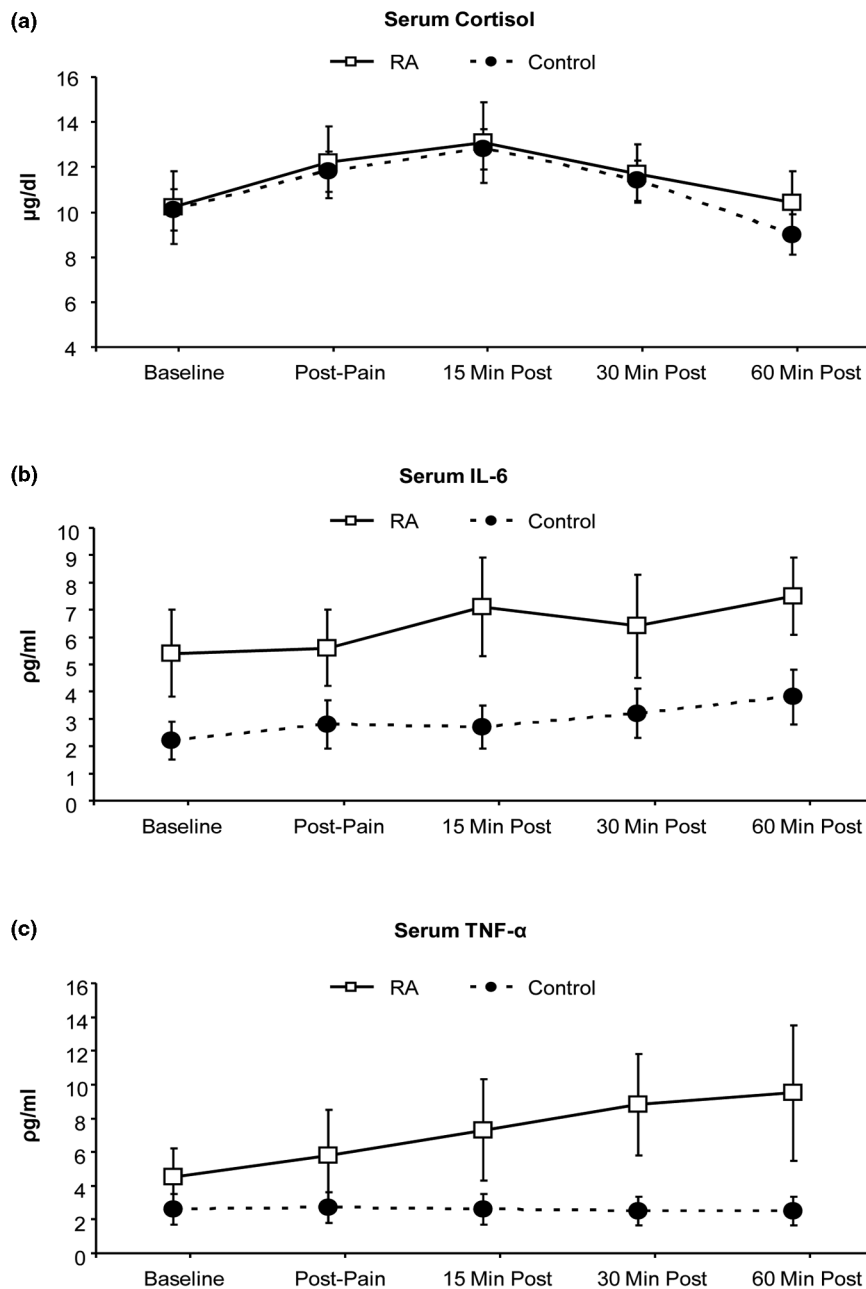 (a)
Serum Cortisol
RA Control
16
14
12
10
8
6
4
µg/dl
Baseline Post-Pain 15 Min Post 30 Min Post 60 Min Post
(b)
Serum IL-6
RA Control
10
9
8
7
6
5
4
3
2
1
0
ρg/ml
Baseline Post-Pain 15 Min Post 30 Min Post 60 Min Post
(c)
Serum TNF-α
RA Control
16
14
12
10
8
6
4
2
0
ρg/ml
Baseline Post-Pain 15 Min Post 30 Min Post 60 Min Post